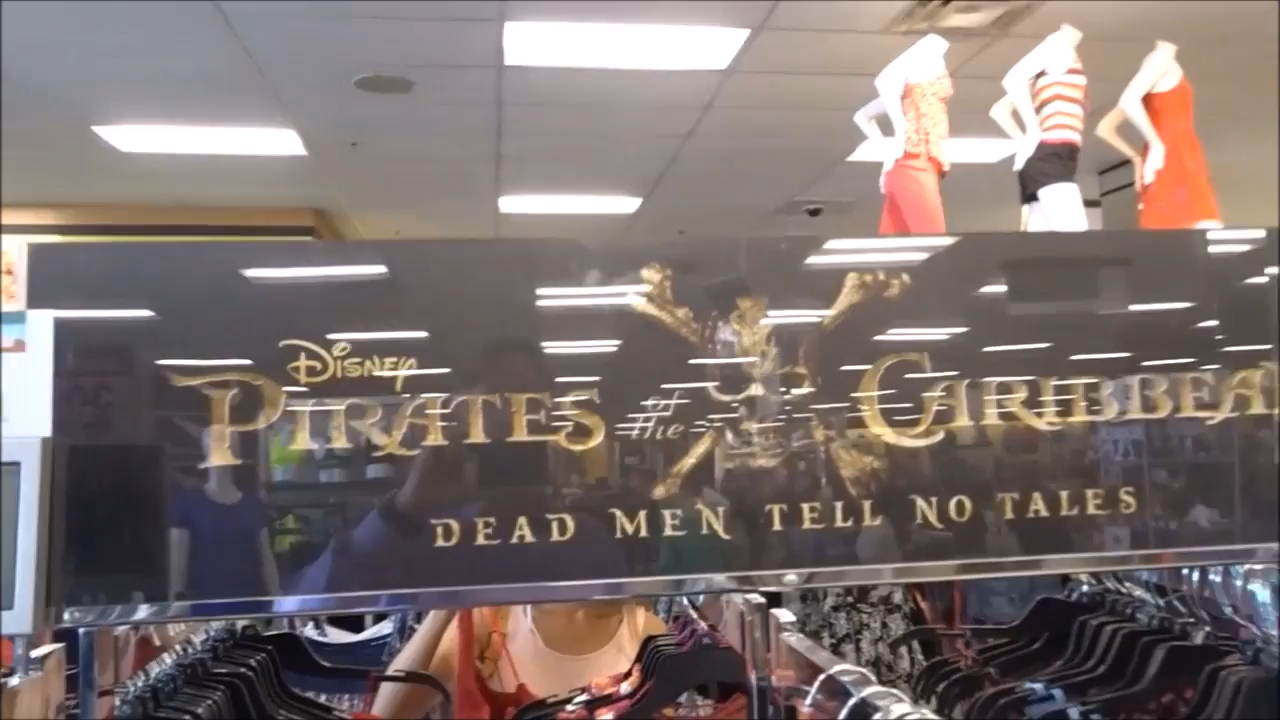 DISNEY
PIRATES of the CARIBBEA
DEAD MEN TELL NO TALES